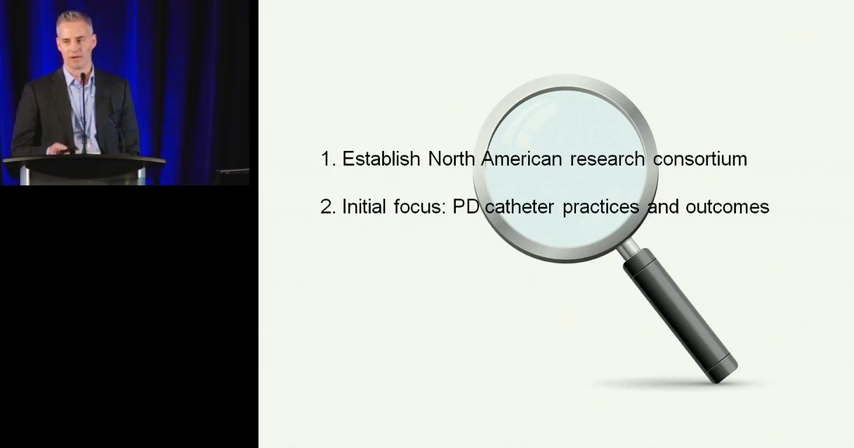 1. Establish North American research consortium
2. Initial focus: PD catheter practices and outcomes